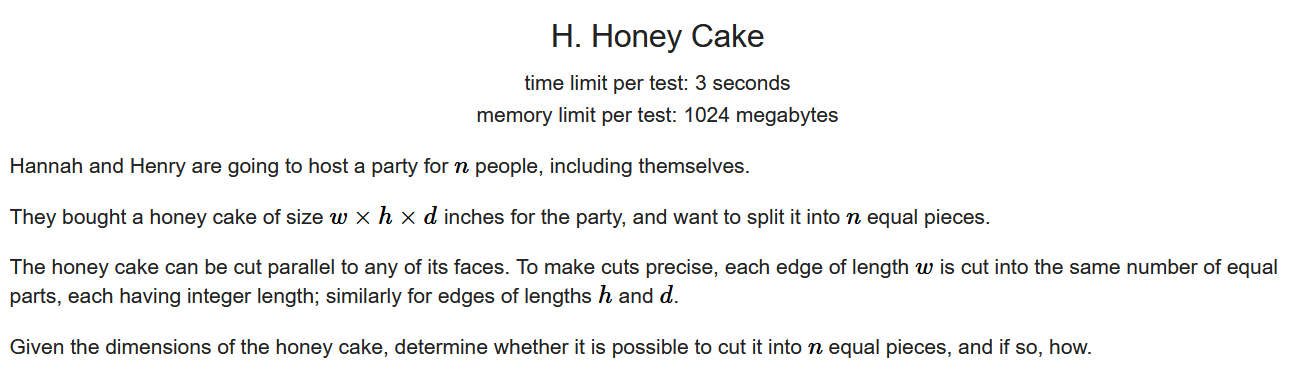 H. Honey Cake
time limit per test: 3 seconds
memory limit per test: 1024 megabytes
Hannah and Henry are going to host a party for n people, including themselves.
They bought a honey cake of size w × h × d inches for the party, and want to split it into n equal pieces.
The honey cake can be cut parallel to any of its faces. To make cuts precise, each edge of length w is cut into the same number of equal
parts, each having integer length; similarly for edges of lengths h and d.
Given the dimensions of the honey cake, determine whether it is possible to cut it into n equal pieces, and if so, how.